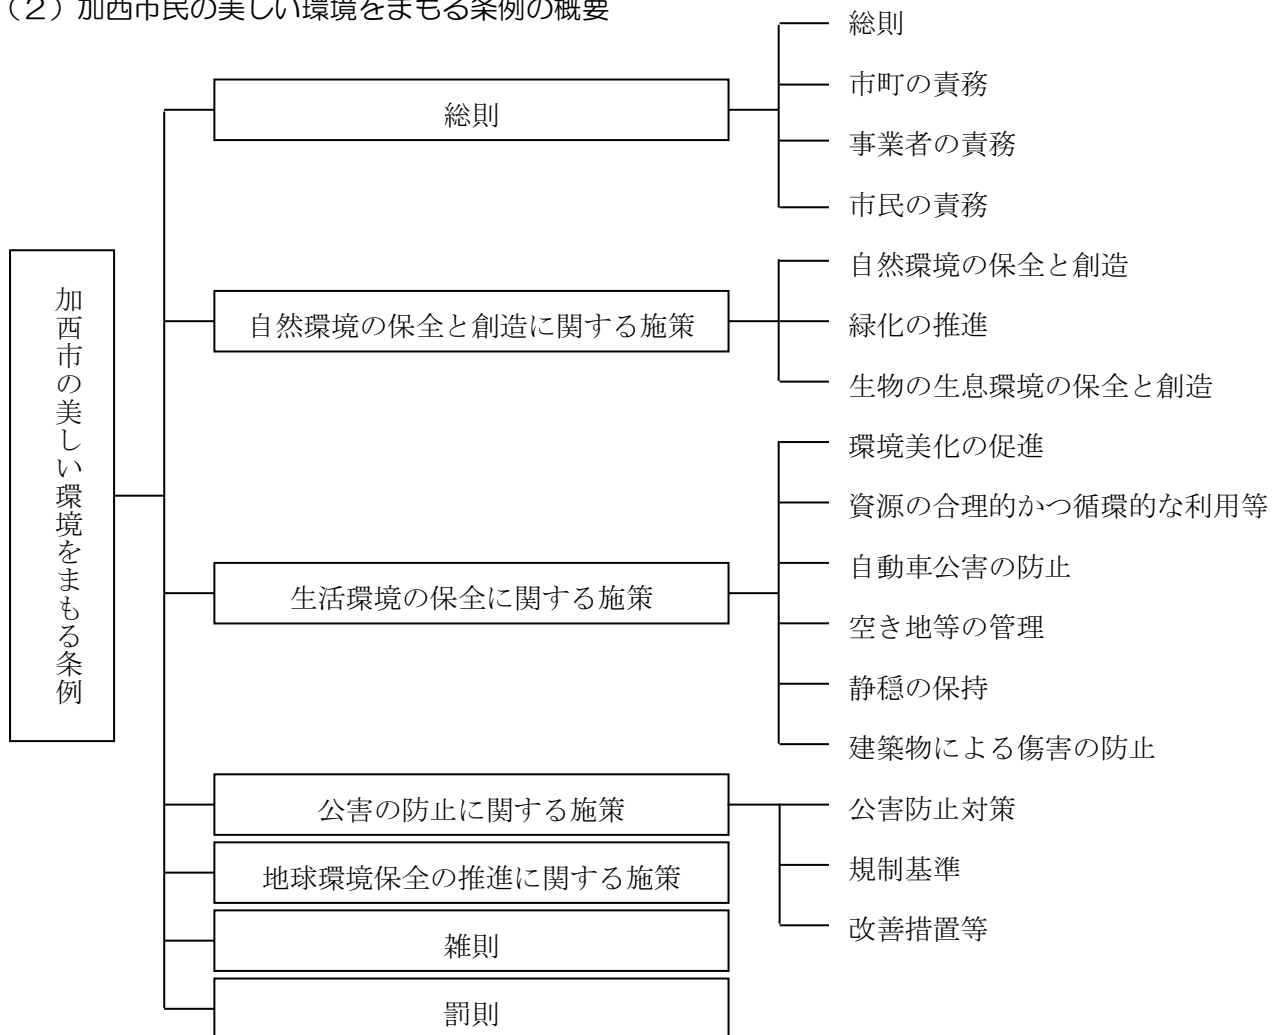 （２）加西市民の美しい環境をまもる条例の概要
加西市の美しい環境をまもる条例
総則
総則
市町の責務
事業者の責務
市民の責務
自然環境の保全と創造に関する施策
自然環境の保全と創造
緑化の推進
生物の生息環境の保全と創造
生活環境の保全に関する施策
環境美化の促進
資源の合理的かつ循環的な利用等
自動車公害の防止
空き地等の管理
静穏の保持
建築物による傷害の防止
公害の防止に関する施策
公害防止対策
規制基準
改善措置等
地球環境保全の推進に関する施策
雑則
罰則